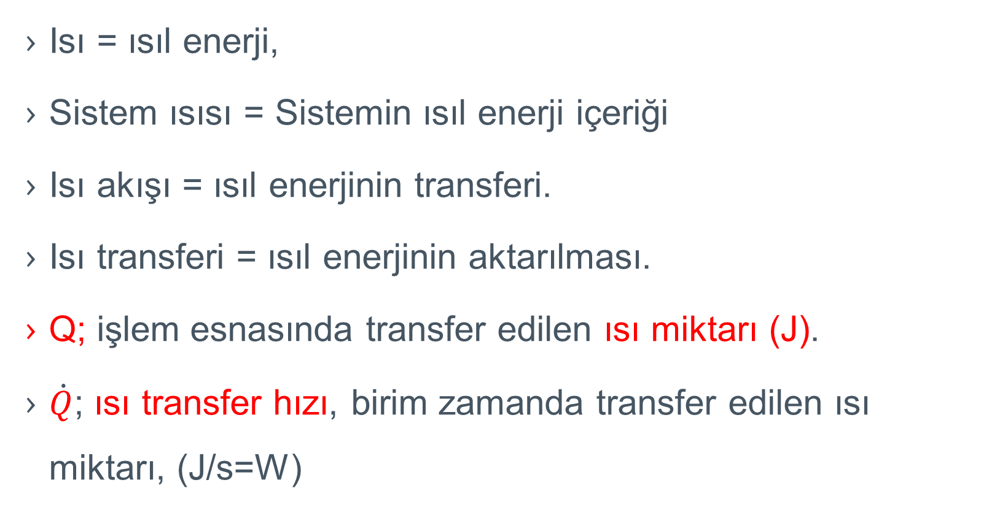 › Isı = ısıl enerji,
› Sistem ısısı = Sistemin ısıl enerji içeriği
› Isı akışı = ısıl enerjinin transferi.
› Isı transferi = ısıl enerjinin aktarılması.
› Q; işlem esnasında transfer edilen ısı miktarı (J).
› Q̇; ısı transfer hızı, birim zamanda transfer edilen ısı
miktarı, (J/s=W)